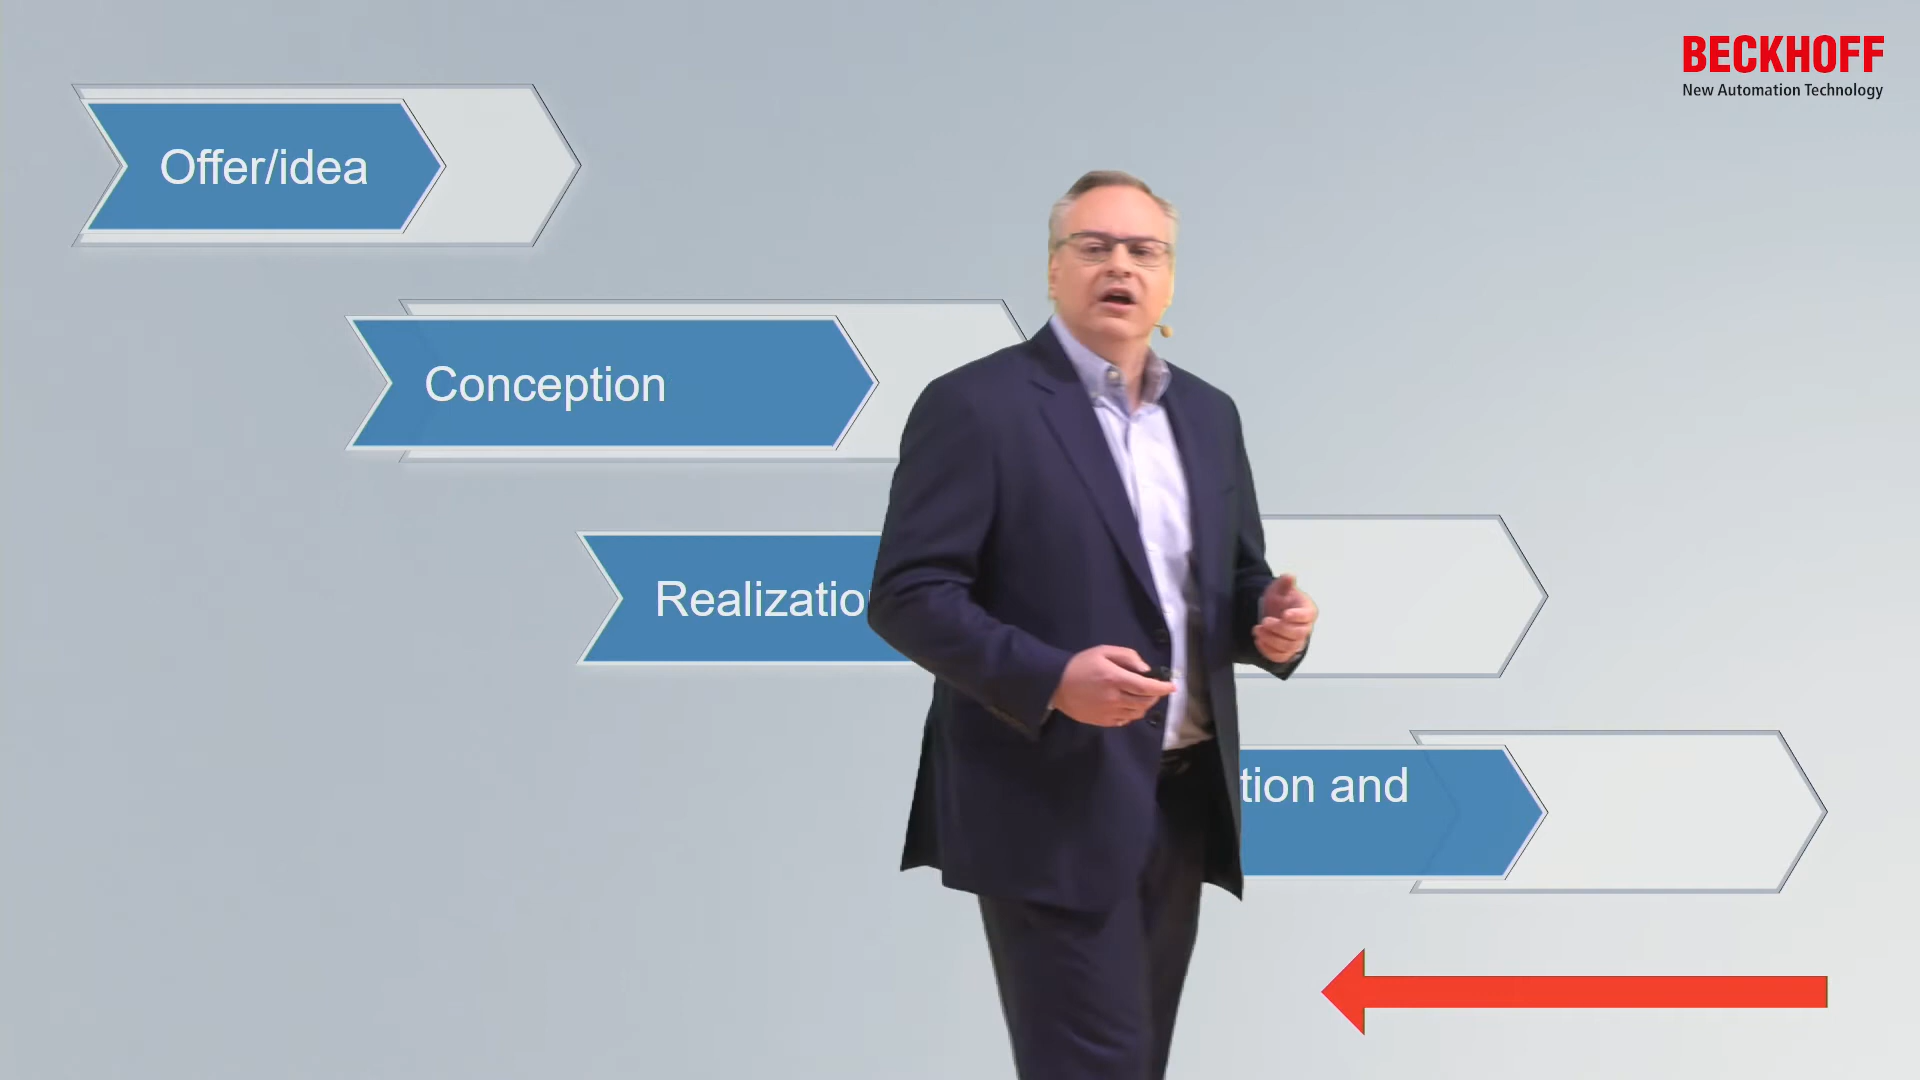 BECKHOFF
New Automation Technology
Offer/idea
Conception
Realizatio
tion and